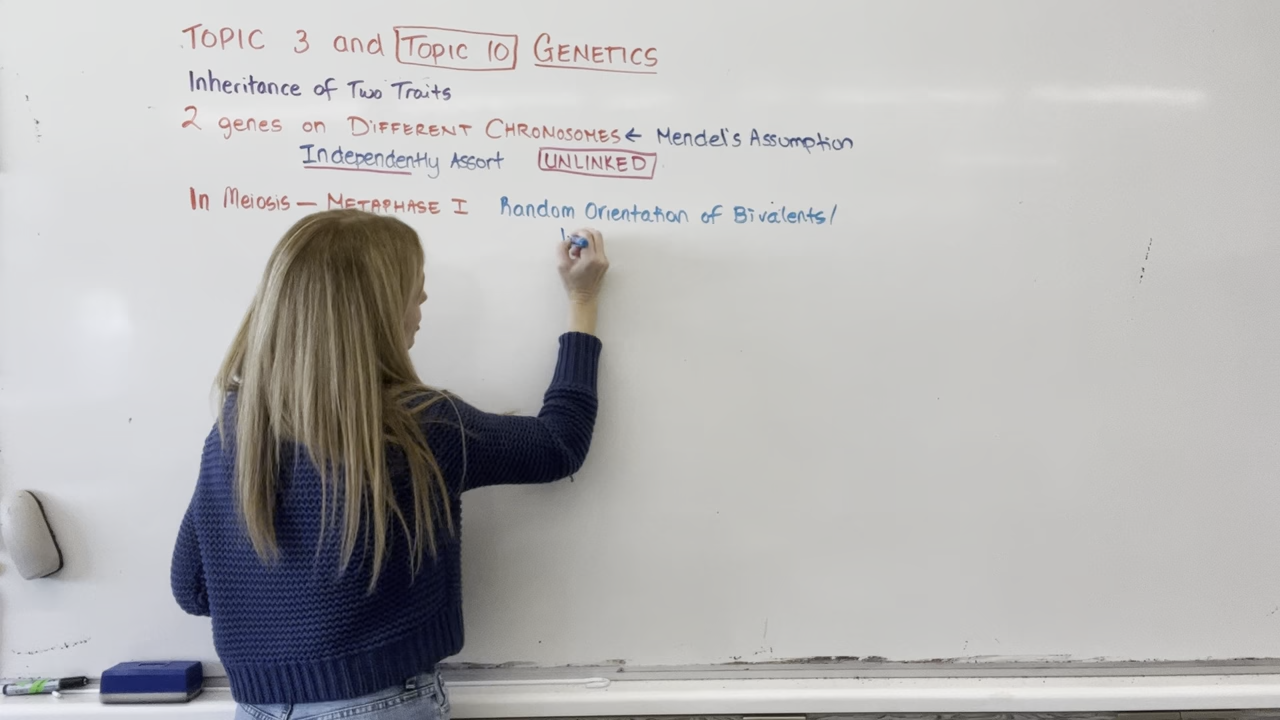 TOPIC 3 and Topic 10 GENETICS
Inheritance of Two Traits
2 genes on DIFFERENT CHRONOSOMES ← Mendel's Assumption
Independently Assort UNLINKED
In Meiosis — METAPHASE I Random Orientation of Bivalents/